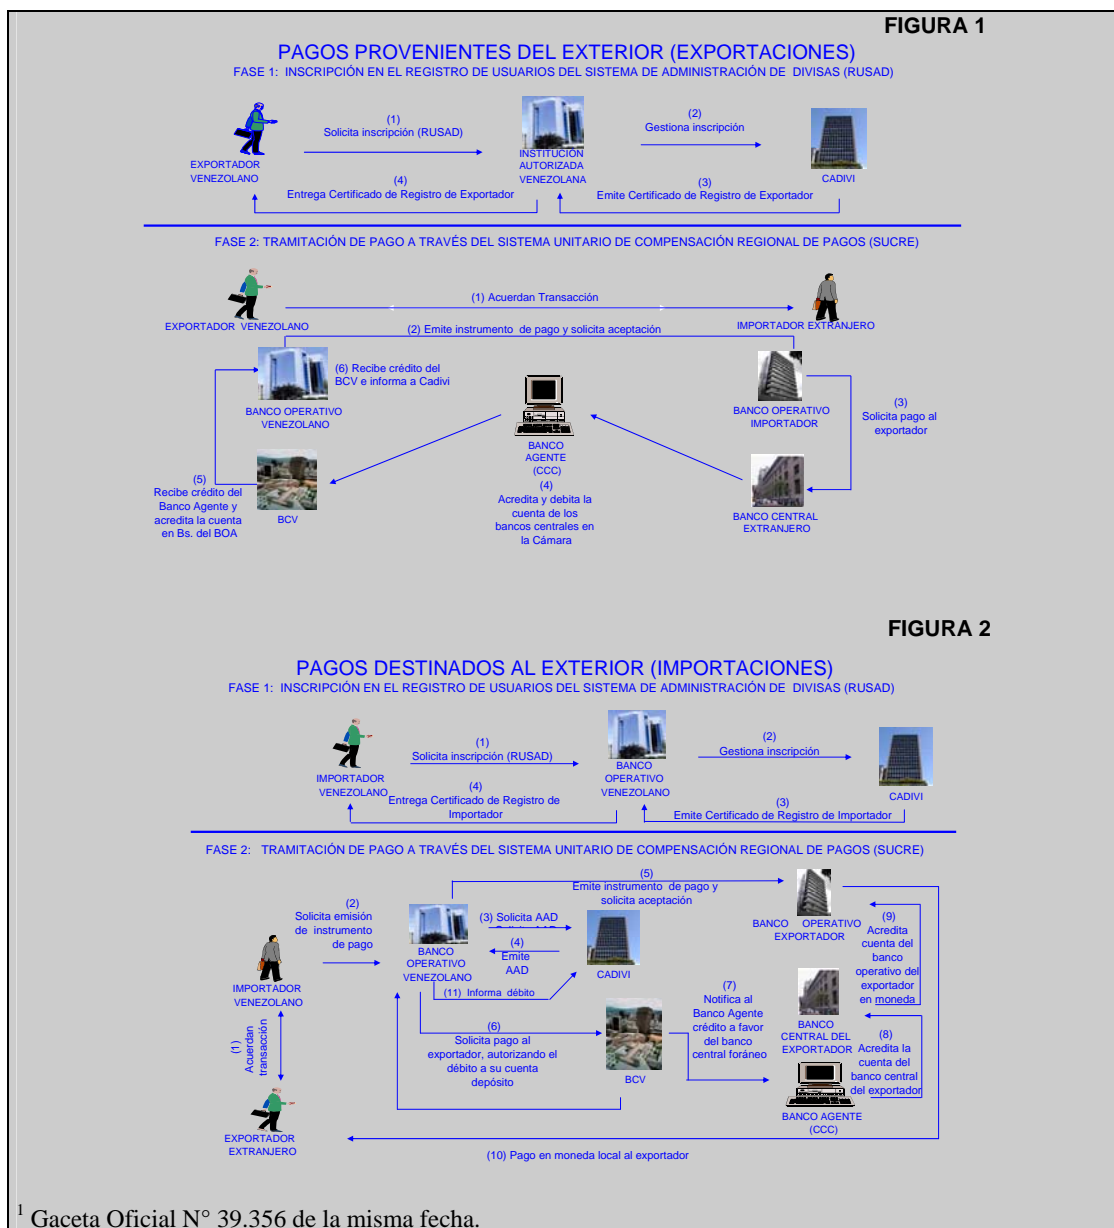 FIGURA 1
PAGOS PROVENIENTES DEL EXTERIOR (EXPORTACIONES)
FASE 1: INSCRIPCIÓN EN EL REGISTRO DE USUARIOS DEL SISTEMA DE ADMINISTRACIÓN DE DIVISAS (RUSAD)
(1)
Solicita inscripción (RUSAD)
(2)
Gestiona inscripción
EXPORTADOR
VENEZOLANO
INSTITUCIÓN
AUTORIZADA
VENEZOLANA
CADIVI
(4)
Entrega Certificado de Registro de Exportador
(3)
Emite Certificado de Registro de Exportador
FASE 2: TRAMITACIÓN DE PAGO A TRAVÉS DEL SISTEMA UNITARIO DE COMPENSACIÓN REGIONAL DE PAGOS (SUCRE)
(1) Acuerdan Transacción
EXPORTADOR VENEZOLANO
IMPORTADOR EXTRANJERO
(2) Emite instrumento de pago y solicita aceptación
(6) Recibe crédito del
BCV e informa a Cadivi
BANCO OPERATIVO
VENEZOLANO
BANCO OPERATIVO
IMPORTADOR
(3)
Solicita pago al
exportador
BANCO
AGENTE
(CCC)
(4)
Acredita y debita la
cuenta de los
bancos centrales en
la Cámara
(5)
Recibe crédito del
Banco Agente y
acredita la cuenta
en Bs. del BOA
BCV
BANCO CENTRAL
EXTRANJERO
FIGURA 2
PAGOS DESTINADOS AL EXTERIOR (IMPORTACIONES)
FASE 1: INSCRIPCIÓN EN EL REGISTRO DE USUARIOS DEL SISTEMA DE ADMINISTRACIÓN DE DIVISAS (RUSAD)
(1)
Solicita inscripción (RUSAD)
(2)
Gestiona inscripción
IMPORTADOR
VENEZOLANO
BANCO
OPERATIVO
VENEZOLANO
CADIVI
(4)
Entrega Certificado de Registro de
Importador
(3)
Emite Certificado de Registro de Importador
FASE 2: TRAMITACIÓN DE PAGO A TRAVÉS DEL SISTEMA UNITARIO DE COMPENSACIÓN REGIONAL DE PAGOS (SUCRE)
(5)
Emite instrumento de pago y
solicita aceptación
(2)
Solicita emisión
de instrumento
de pago
(3) Solicita AAD
Solicita AAD
(4)
Emite
AAD
BANCO
OPERATIVO
VENEZOLANO
CADIVI
(11) Informa débito
BANCO OPERATIVO
EXPORTADOR
(9)
Acredita
cuenta del
banco
operativo del
exportador
en moneda
IMPORTADOR
VENEZOLANO
(7)
Notifica al
Banco Agente
crédito a favor
del banco
central foráneo
BANCO
CENTRAL DEL
EXPORTADOR
(6)
Solicita pago al
exportador, autorizando el
débito a su cuenta
depósito
BCV
(8)
Acredita la
cuenta del
banco central
del exportador
(1)
Acuerdan
transacción
BANCO AGENTE
(CCC)
EXPORTADOR
EXTRANJERO
(10) Pago en moneda local al exportador
1 Gaceta Oficial N° 39.356 de la misma fecha.